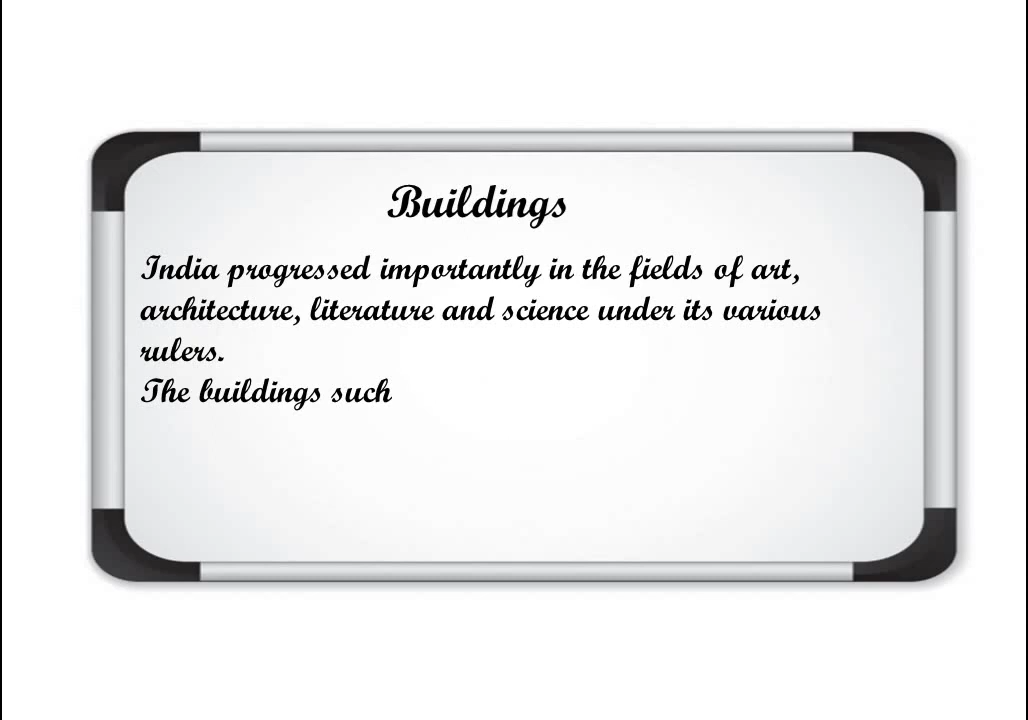 Buildings
India progressed importantly in the fields of art,
architecture, literature and science under its various
rulers.
The buildings such